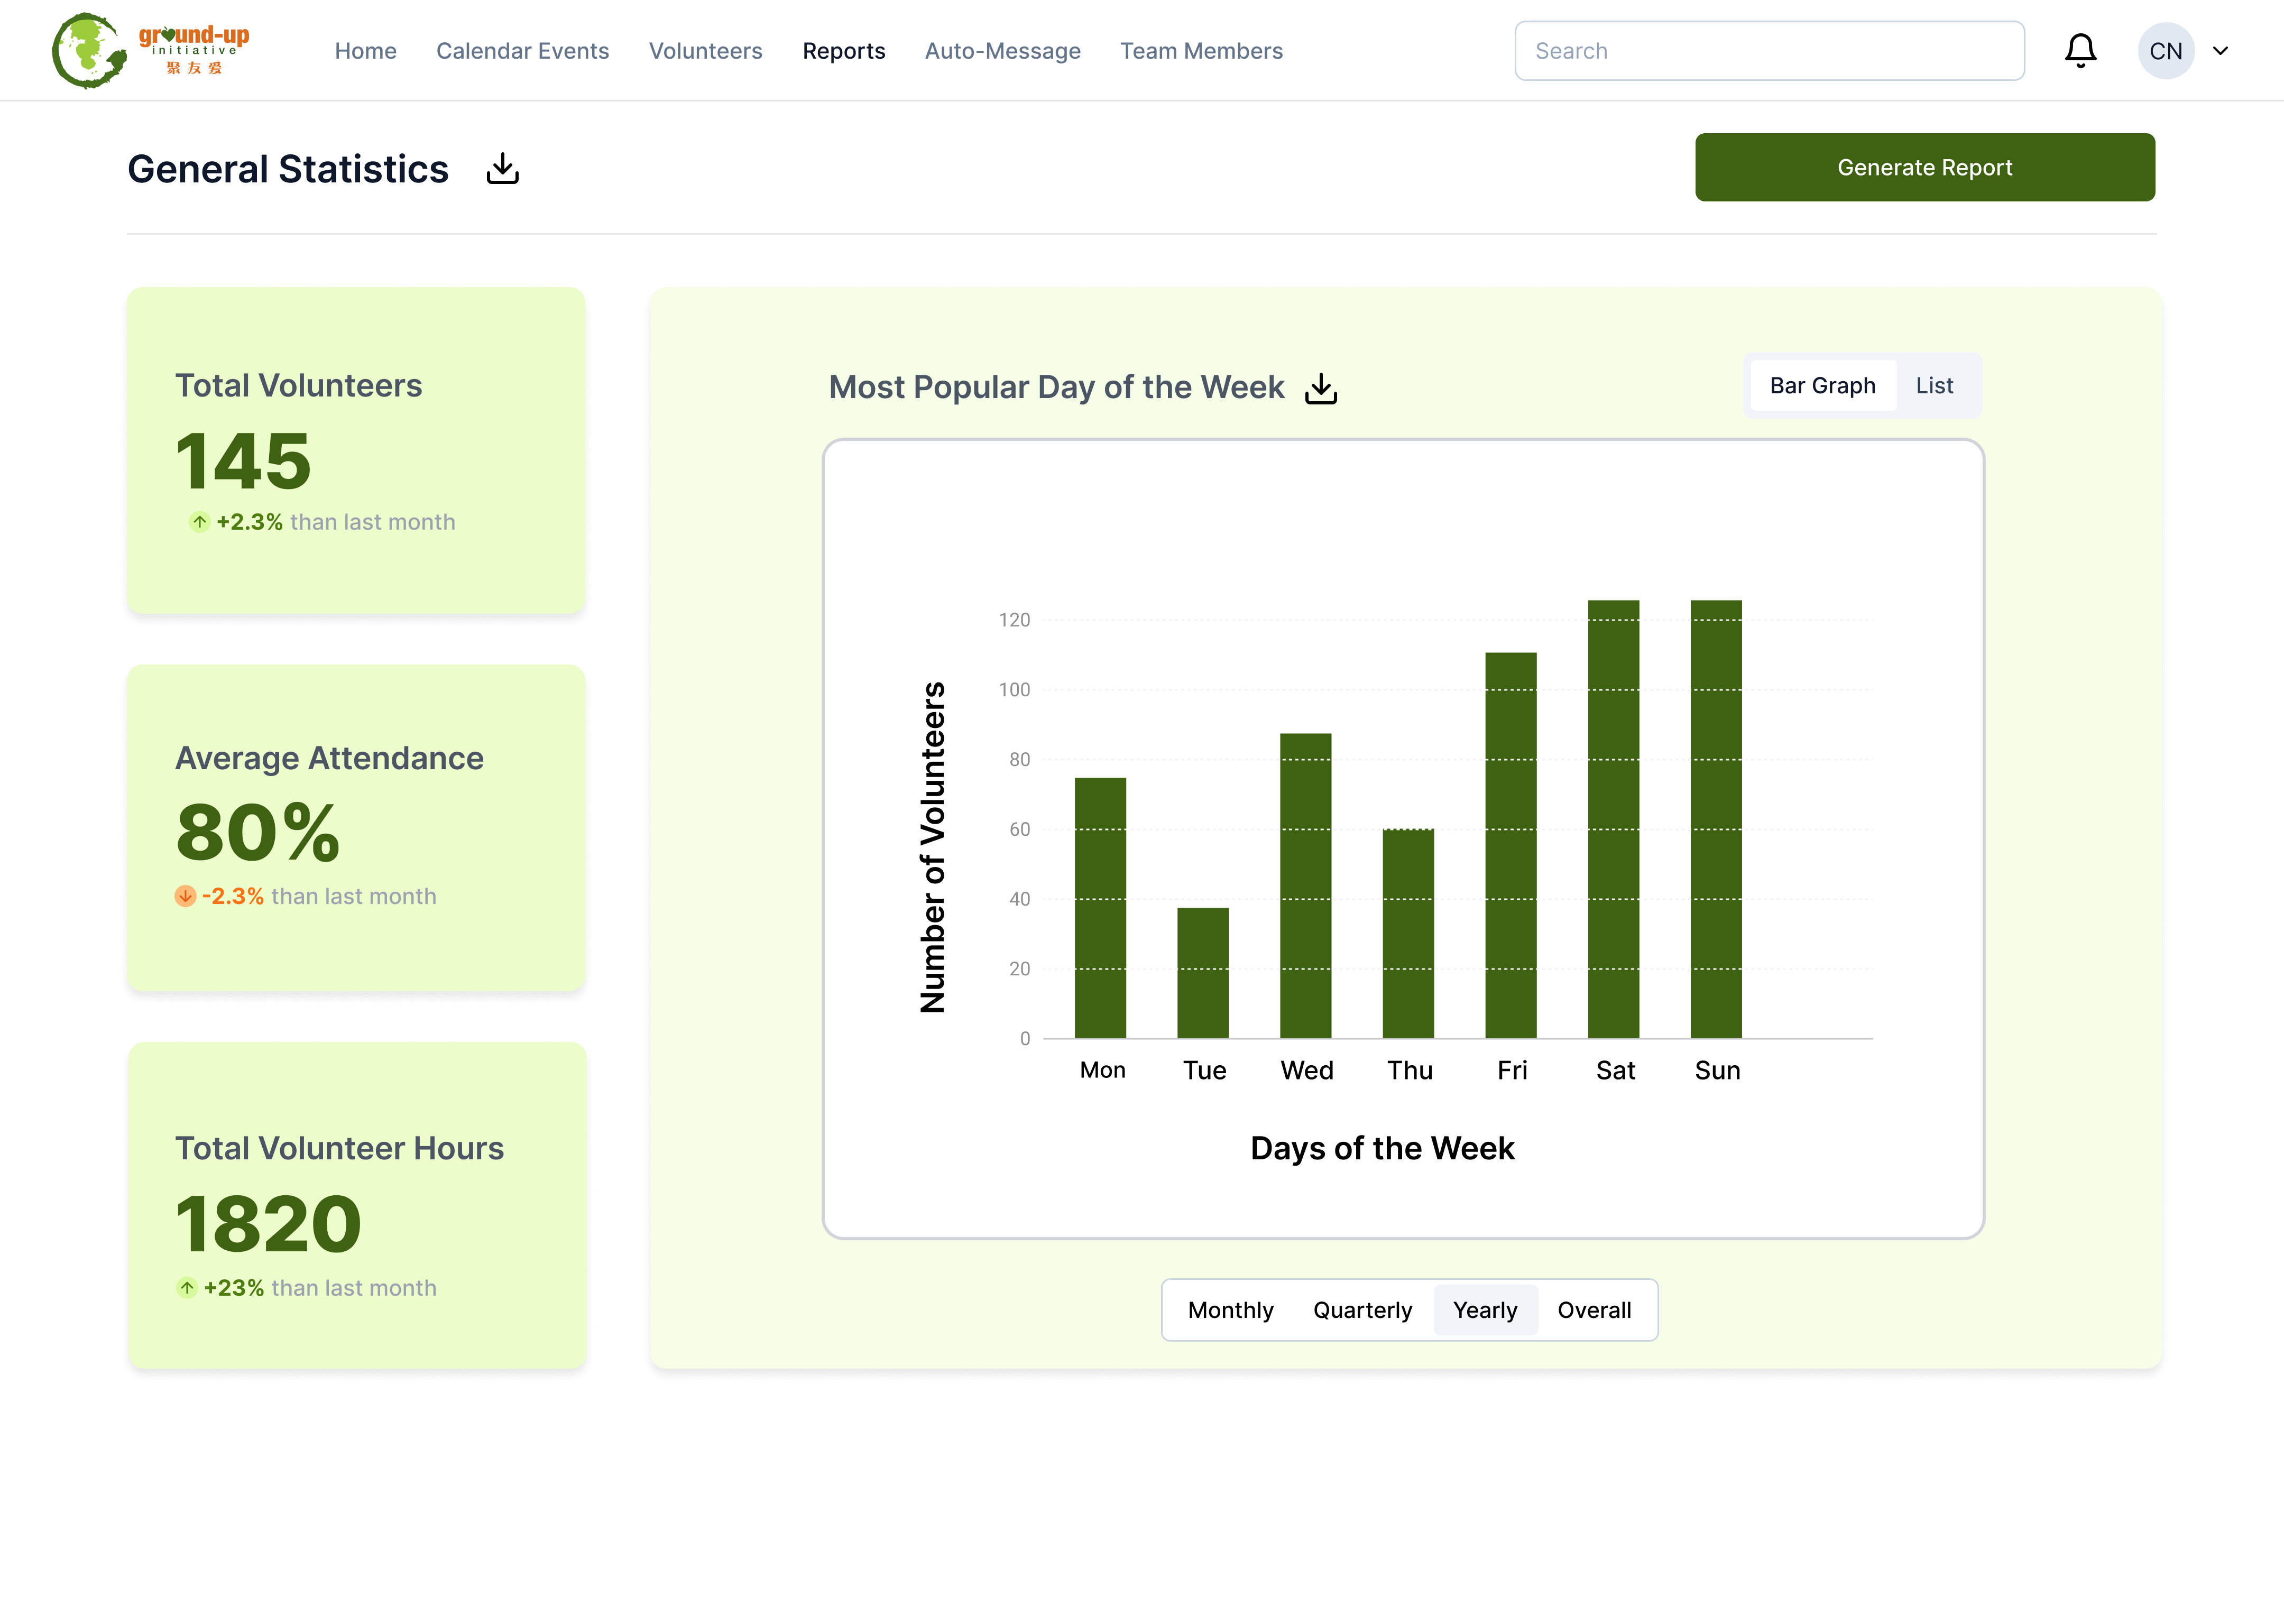 ground-up
initiative
聚友爱
Home Calendar Events Volunteers Reports Auto-Message Team Members Search CN
General Statistics Generate Report
Total Volunteers
145
+2.3% than last month
Average Attendance
80%
-2.3% than last month
Total Volunteer Hours
1820
+23% than last month
Most Popular Day of the Week Bar Graph List
Number of Volunteers
120
100
80
60
40
20
0
Mon Tue Wed Thu Fri Sat Sun
Days of the Week
Monthly Quarterly Yearly Overall